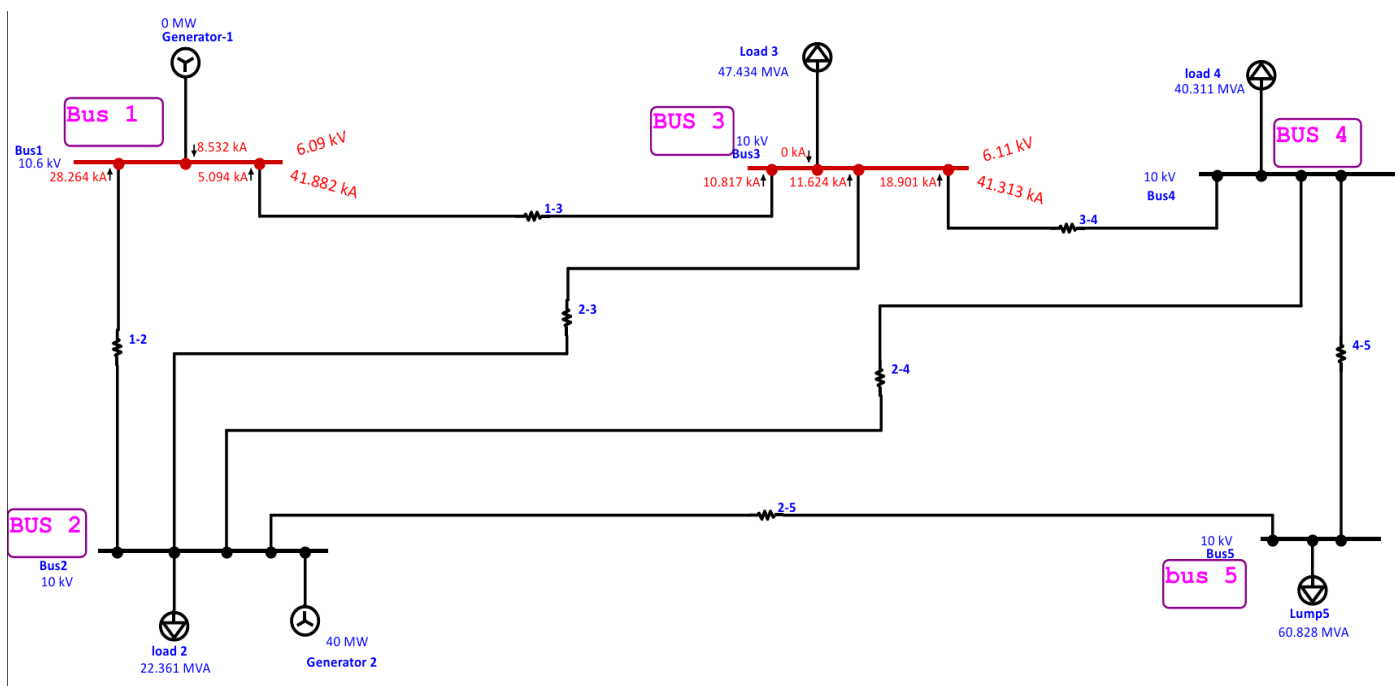 0 MW
Generator-1
Bus 1
Bus1
10.6 kV
8.532 kA
6.09 kV
28.264 kA
5.094 kA
41.882 kA
Load 3
47.434 MVA
BUS 3
10 kV
Bus3
0 kA
6.11 kV
10.817 kA
11.624 kA
18.901 kA
41.313 kA
load 4
40.311 MVA
BUS 4
10 kV
Bus4
1-3
3-4
2-3
1-2
2-4
4-5
BUS 2
Bus2
10 kV
2-5
10 kV
Bus5
bus 5
load 2
22.361 MVA
40 MW
Generator 2
Lump5
60.828 MVA